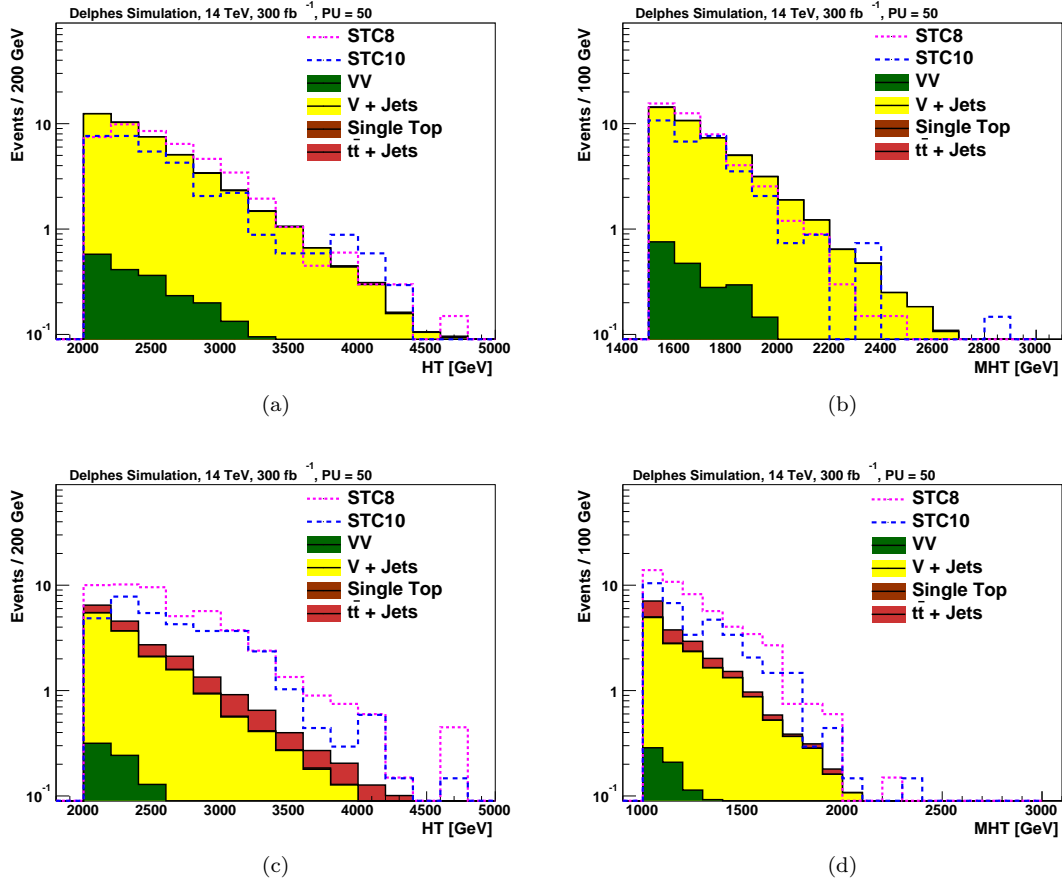 Delphes Simulation, 14 TeV, 300 fb⁻¹, PU = 50
Events / 200 GeV
10
1
10⁻¹
STC8
STC10
VV
V + Jets
Single Top
tt̄ + Jets
2000 2500 3000 3500 4000 4500 5000
HT [GeV]
(a)
Delphes Simulation, 14 TeV, 300 fb⁻¹, PU = 50
Events / 100 GeV
10
1
10⁻¹
STC8
STC10
VV
V + Jets
Single Top
tt̄ + Jets
1400 1600 1800 2000 2200 2400 2600 2800 3000
MHT [GeV]
(b)
Delphes Simulation, 14 TeV, 300 fb⁻¹, PU = 50
Events / 200 GeV
10
1
10⁻¹
STC8
STC10
VV
V + Jets
Single Top
tt̄ + Jets
2000 2500 3000 3500 4000 4500 5000
HT [GeV]
(c)
Delphes Simulation, 14 TeV, 300 fb⁻¹, PU = 50
Events / 100 GeV
10
1
10⁻¹
STC8
STC10
VV
V + Jets
Single Top
tt̄ + Jets
1000 1500 2000 2500 3000
MHT [GeV]
(d)